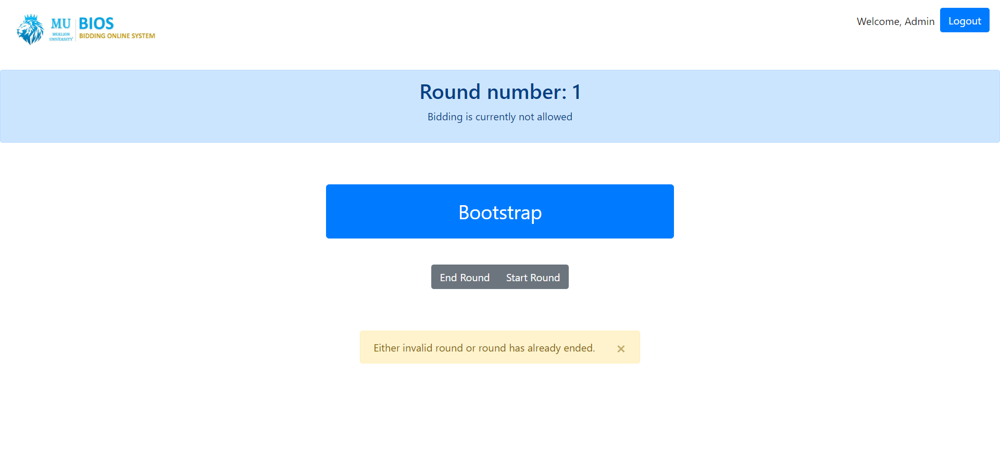 MU
MERLION
UNIVERSITY
BIOS
BIDDING ONLINE SYSTEM
Welcome, Admin
Logout
Round number: 1
Bidding is currently not allowed
Bootstrap
End Round
Start Round
Either invalid round or round has already ended.
×